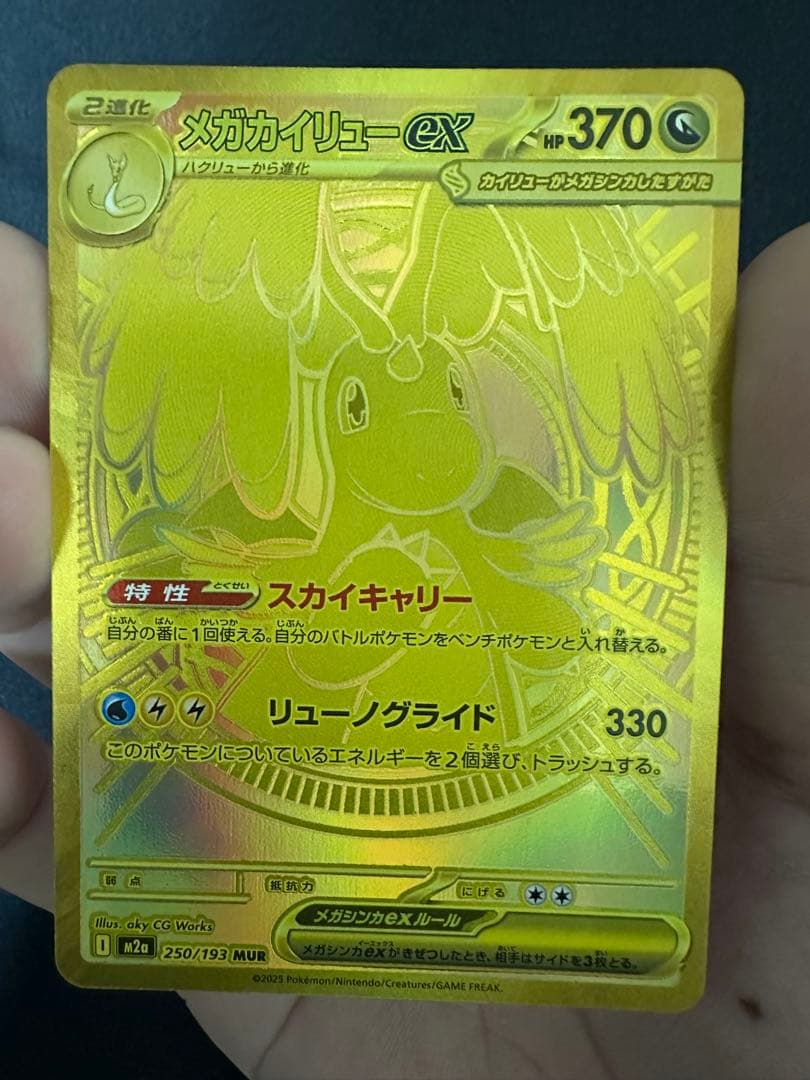 2進化
メガカイリューex
HP 370
ハクリューから進化
カイリューがメガシンカしたすがた
特性 とくせい スカイキャリー
自分の番に1回使える。自分のバトルポケモンをベンチポケモンと入れ替える。
リューノグライド 330
このポケモンについているエネルギーを2個選び、トラッシュする。
弱点 抵抗力 にげる
Illus. aky CG Works
メガシンカexルール
I m2a 250/193 MUR
メガシンカexがきぜつしたとき、相手はサイドを3枚とる。
©2025 Pokémon/Nintendo/Creatures/GAME FREAK.